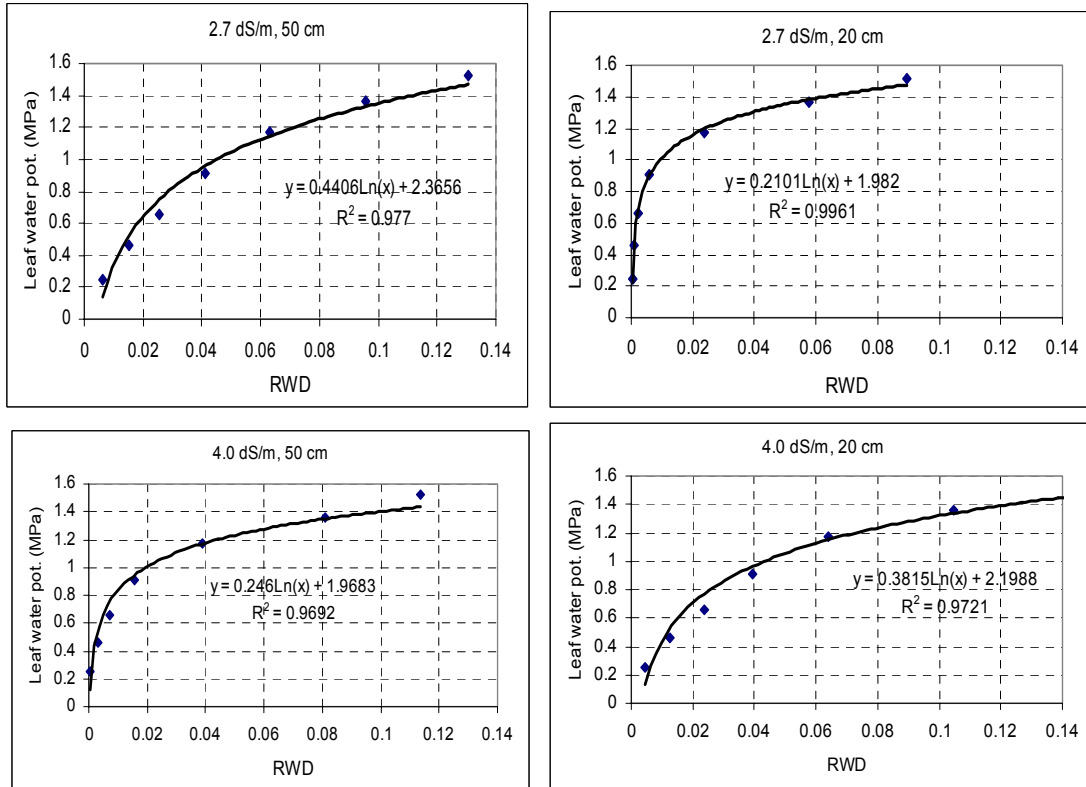 2.7 dS/m, 50 cm
Leaf water pot. (MPa)
1.6
1.4
1.2
1
0.8
0.6
0.4
0.2
0
y = 0.4406Ln(x) + 2.3656
R² = 0.977
0 0.02 0.04 0.06 0.08 0.1 0.12 0.14
RWD
2.7 dS/m, 20 cm
Leaf water pot. (MPa)
1.6
1.4
1.2
1
0.8
0.6
0.4
0.2
0
y = 0.2101Ln(x) + 1.982
R² = 0.9961
0 0.02 0.04 0.06 0.08 0.1 0.12 0.14
RWD
4.0 dS/m, 50 cm
Leaf water pot. (MPa)
1.6
1.4
1.2
1
0.8
0.6
0.4
0.2
0
y = 0.246Ln(x) + 1.9683
R² = 0.9692
0 0.02 0.04 0.06 0.08 0.1 0.12 0.14
RWD
4.0 dS/m, 20 cm
Leaf water pot. (MPa)
1.6
1.4
1.2
1
0.8
0.6
0.4
0.2
0
y = 0.3815Ln(x) + 2.1988
R² = 0.9721
0 0.02 0.04 0.06 0.08 0.1 0.12 0.14
RWD